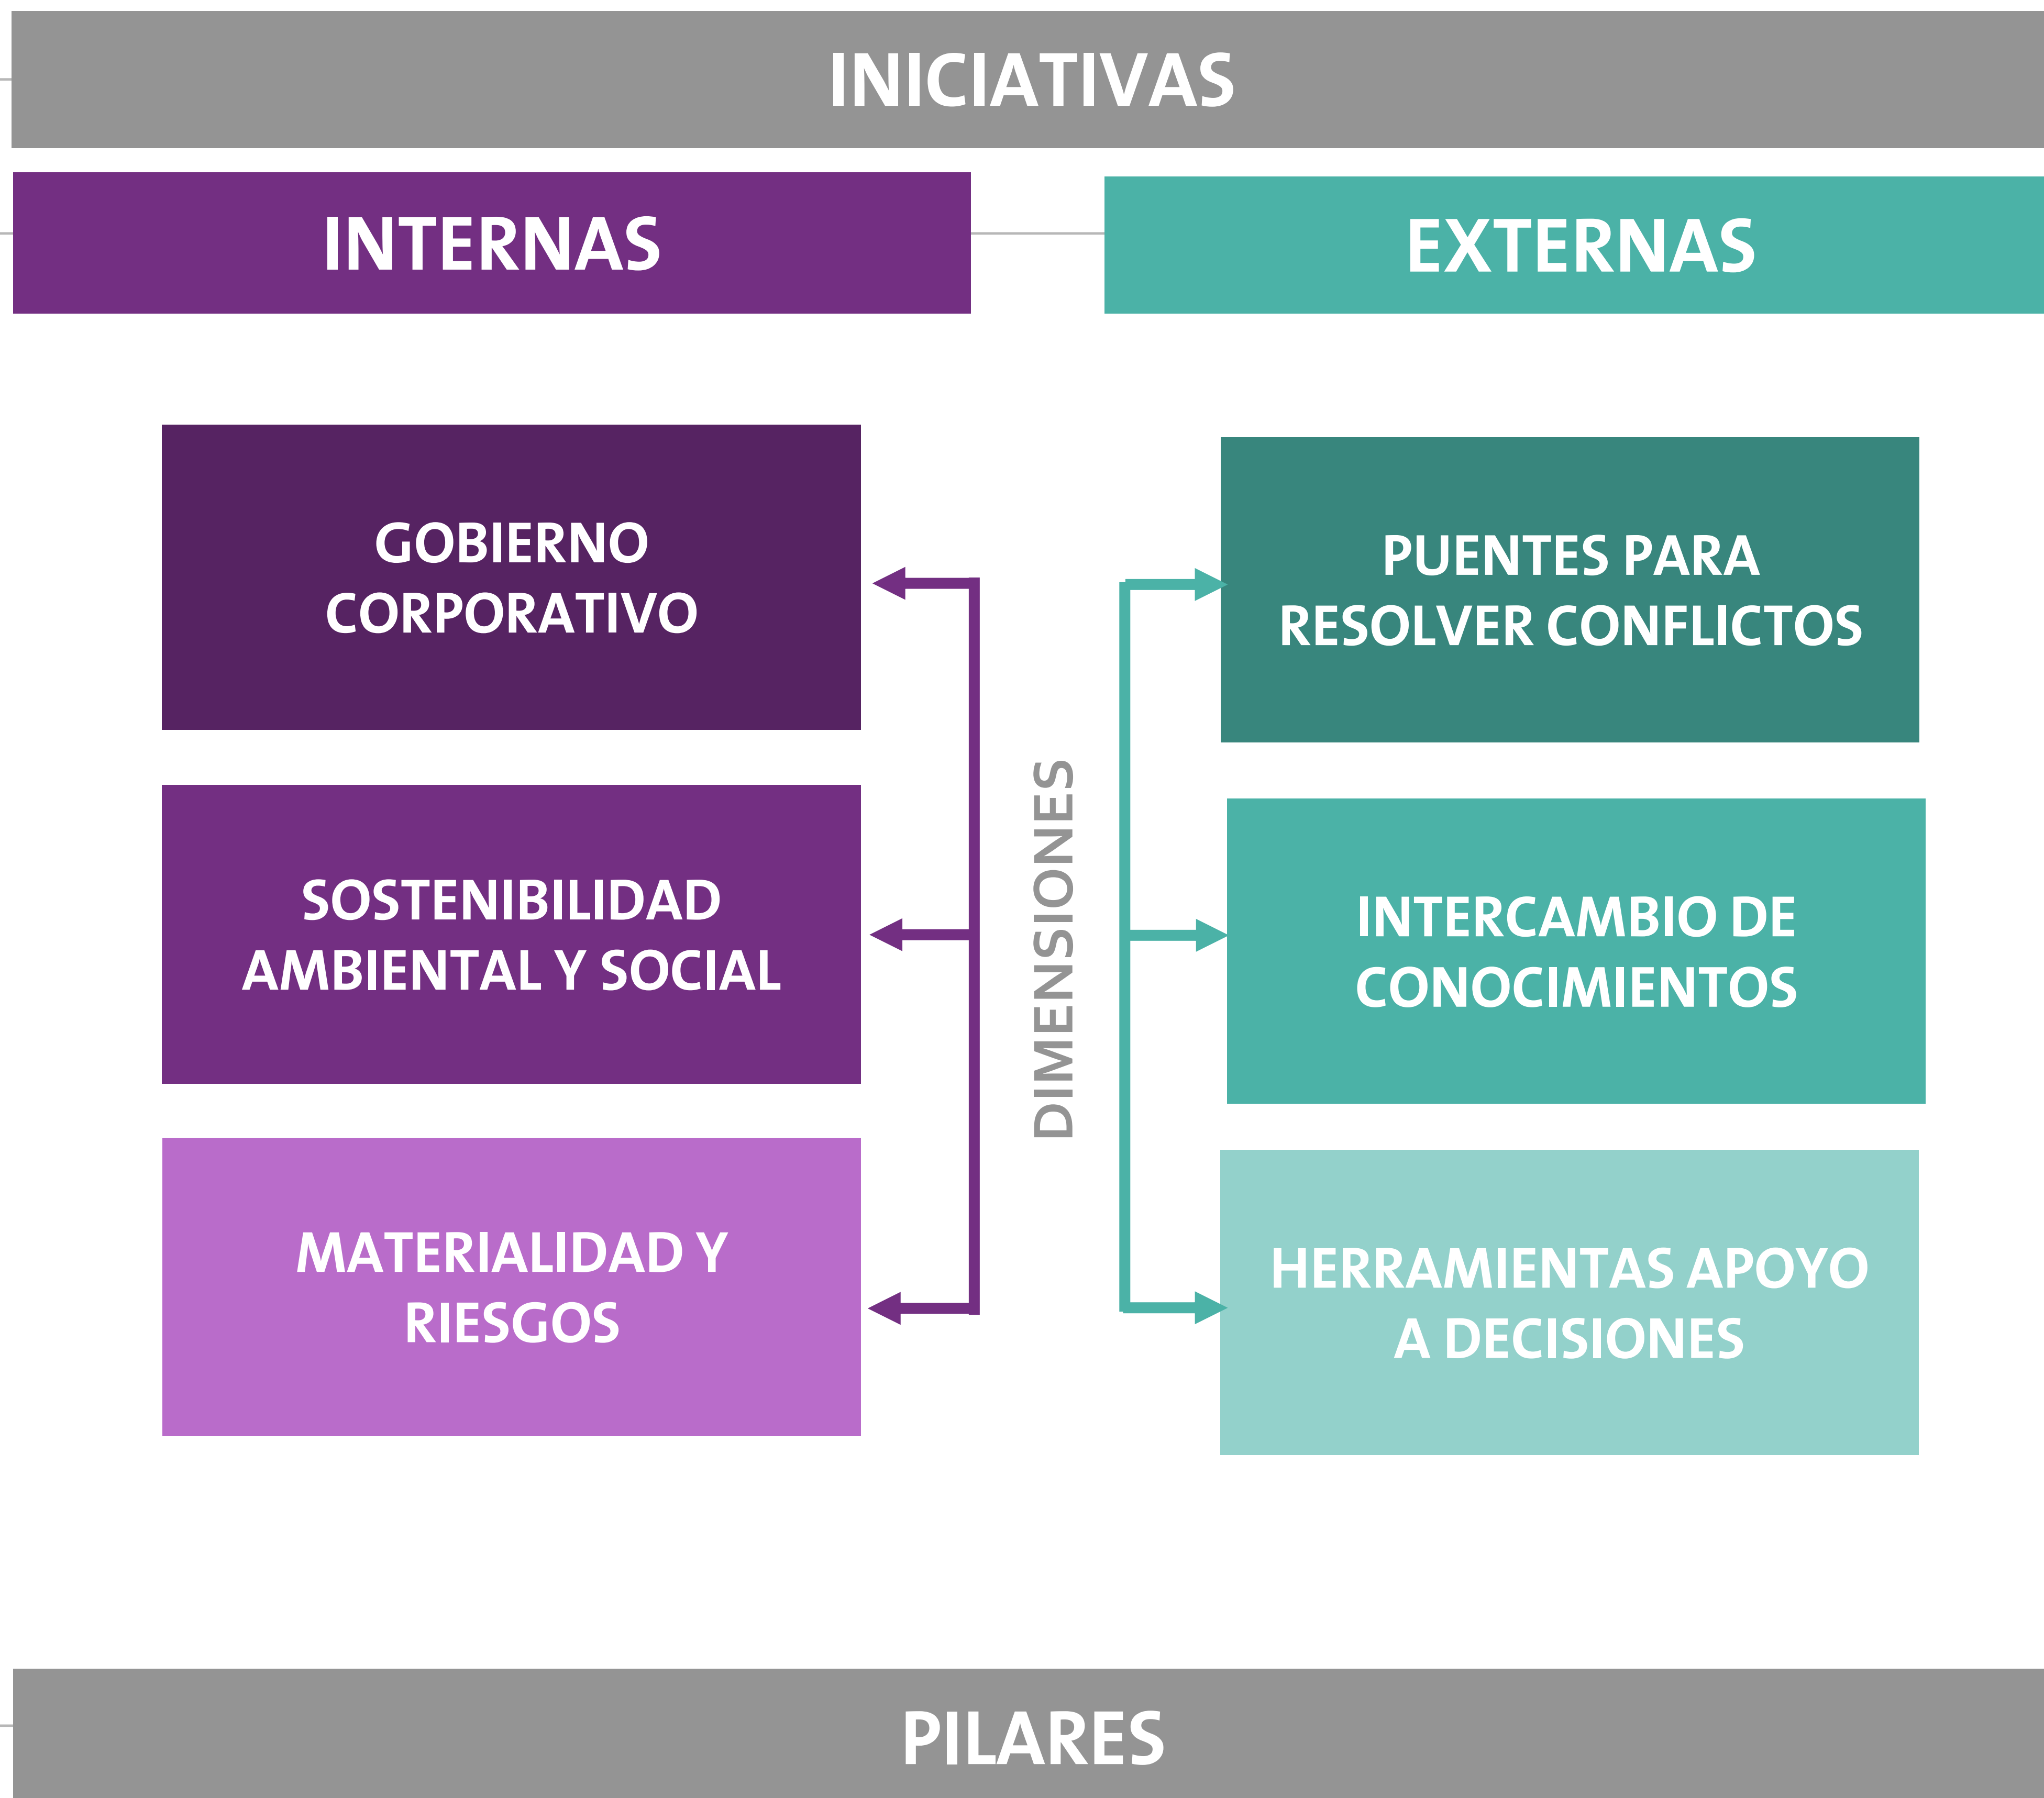 INICIATIVAS
INTERNAS
EXTERNAS
GOBIERNO
CORPORATIVO
SOSTENIBILIDAD
AMBIENTAL Y SOCIAL
MATERIALIDAD Y
RIESGOS
DIMENSIONES
PUENTES PARA
RESOLVER CONFLICTOS
INTERCAMBIO DE
CONOCIMIENTOS
HERRAMIENTAS APOYO
A DECISIONES
PILARES